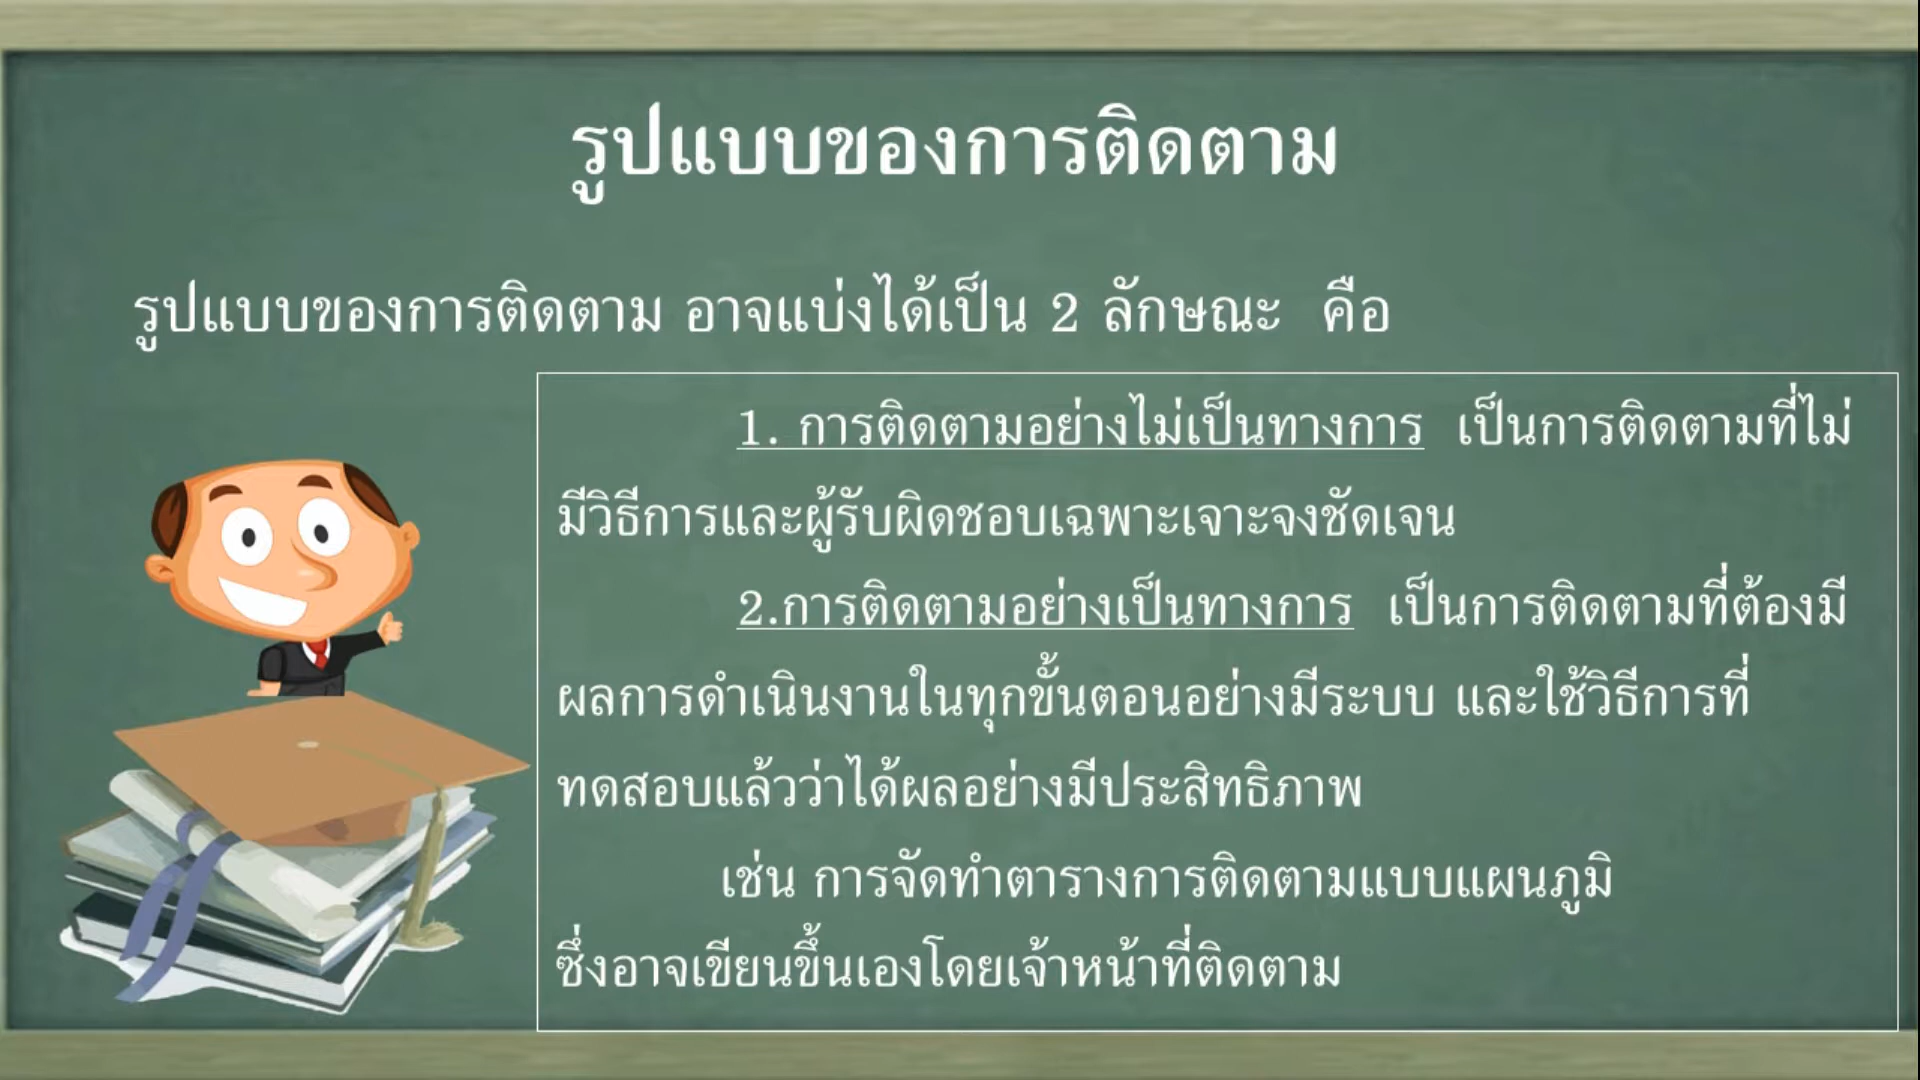 รูปแบบของการติดตาม
รูปแบบของการติดตาม อาจแบ่งได้เป็น 2 ลักษณะ คือ
1. การติดตามอย่างไม่เป็นทางการ เป็นการติดตามที่ไม่
มีวิธีการและผู้รับผิดชอบเฉพาะเจาะจงชัดเจน
2.การติดตามอย่างเป็นทางการ เป็นการติดตามที่ต้องมี
ผลการดำเนินงานในทุกขั้นตอนอย่างมีระบบ และใช้วิธีการที่
ทดสอบแล้วว่าได้ผลอย่างมีประสิทธิภาพ
เช่น การจัดทำตารางการติดตามแบบแผนภูมิ
ซึ่งอาจเขียนขึ้นเองโดยเจ้าหน้าที่ติดตาม